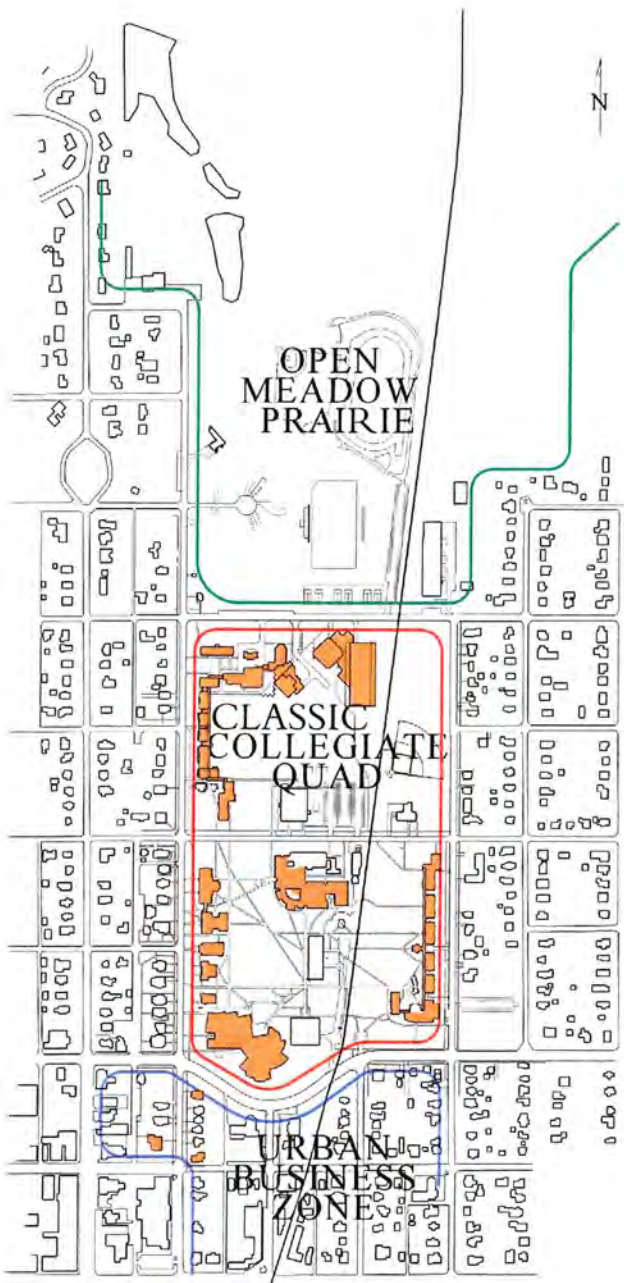 N
OPEN
MEADOW
PRAIRIE
CLASSIC
COLLEGIATE
QUAD
URBAN
BUSINESS
ZONE